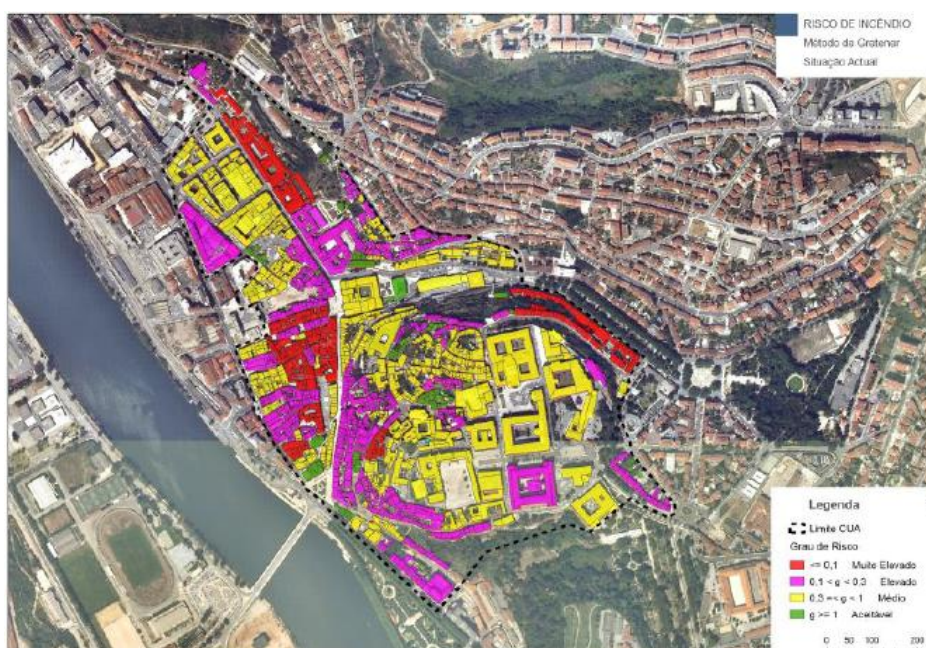 RISCO DE INCÊNDIO
Método de Gretener
Situação Actual
Legenda
Limite CUA
Grau de Risco
<= 0,1 Muito Elevado
0,1 < g < 0,3 Elevado
0,3 =< g < 1 Médio
g >= 1 Aceitável
0 50 100 200